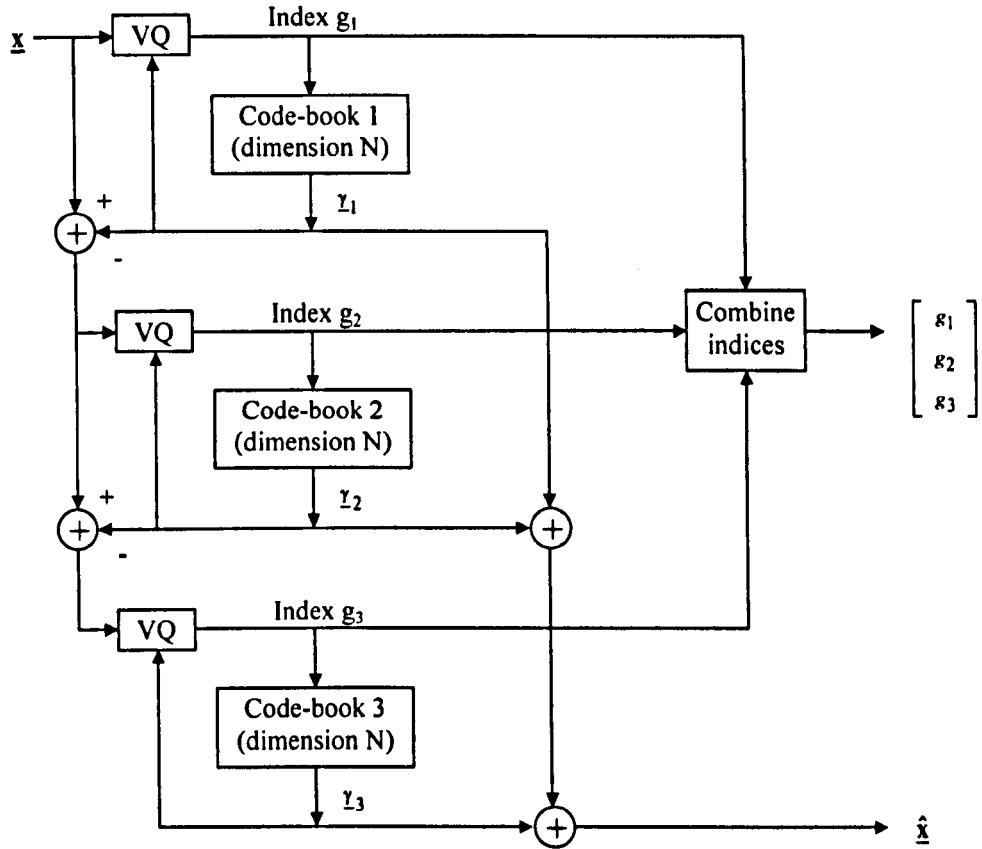 x
VQ
Index g₁
Code-book 1
(dimension N)
γ₁
+
+
-
VQ
Index g₂
Code-book 2
(dimension N)
Combine
indices
g₁
g₂
g₃
γ₂
+
+
-
+
VQ
Index g₃
Code-book 3
(dimension N)
γ₃
+
x̂